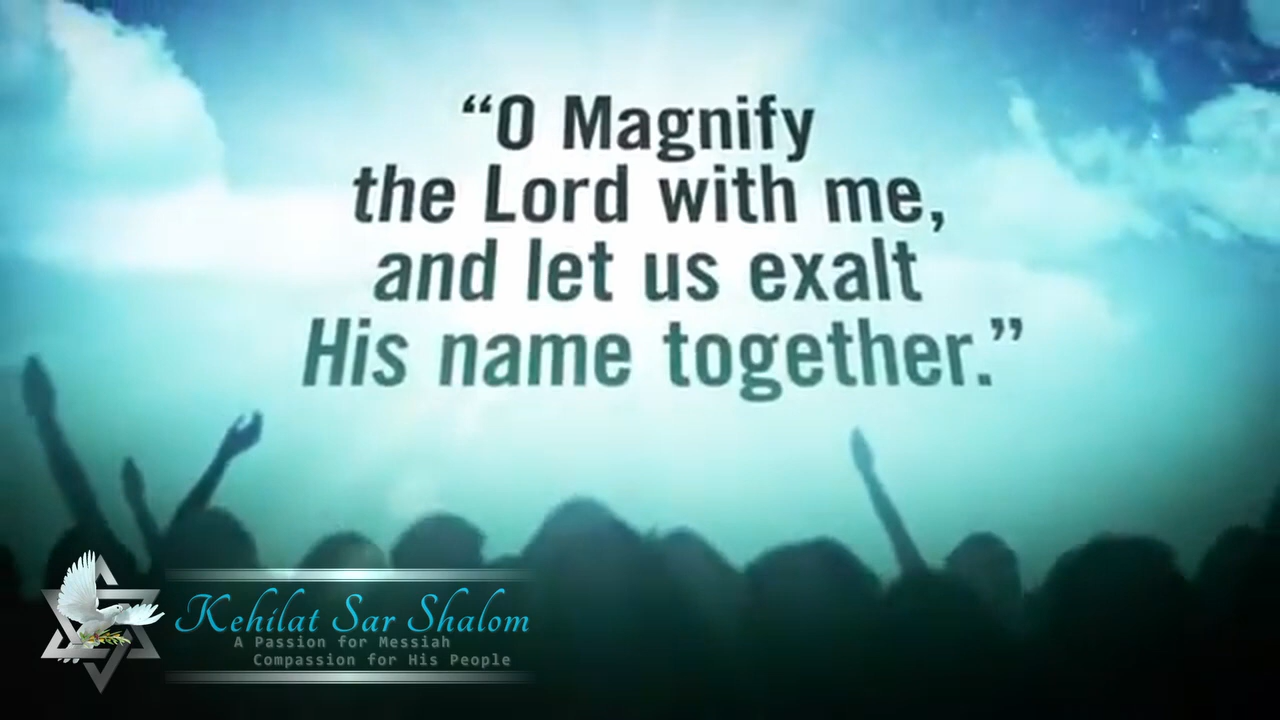 “O Magnify
the Lord with me,
and let us exalt
His name together.”
Kehilat Sar Shalom
A Passion for Messiah
Compassion for His People